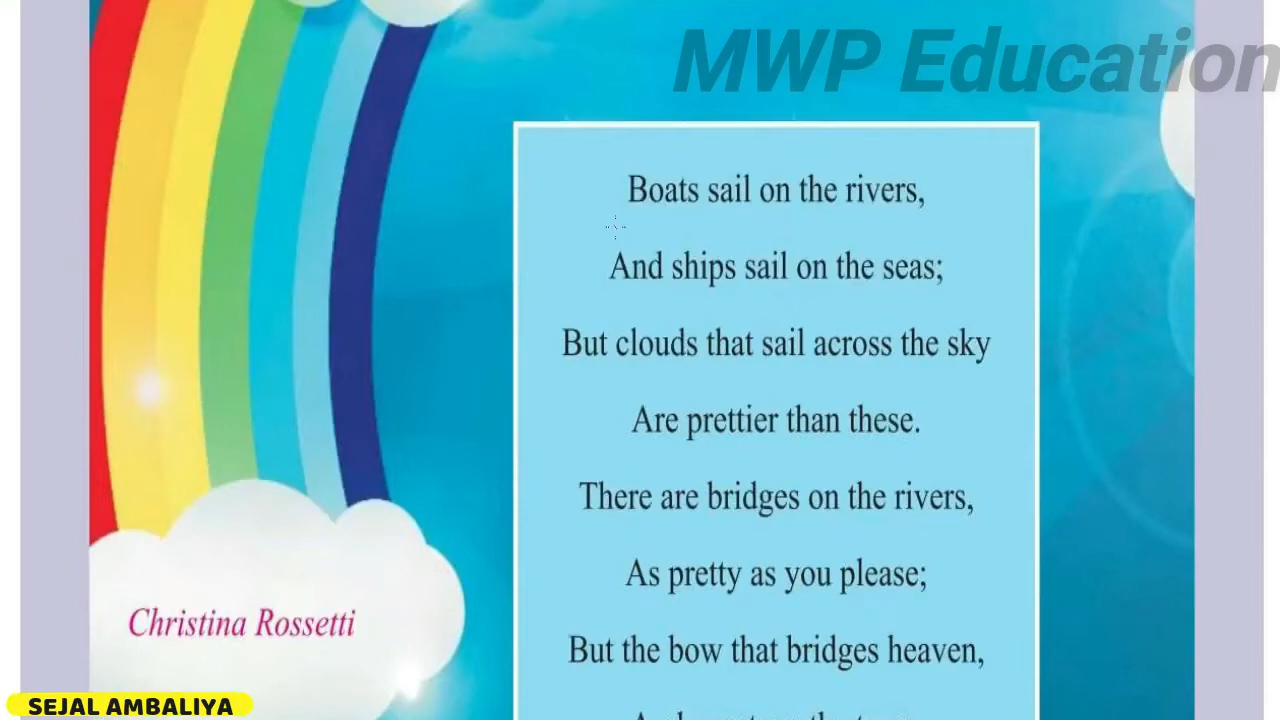 MWP Education
Boats sail on the rivers,
And ships sail on the seas;
But clouds that sail across the sky
Are prettier than these.
There are bridges on the rivers,
As pretty as you please;
But the bow that bridges heaven,
Christina Rossetti
SEJAL AMBALIYA